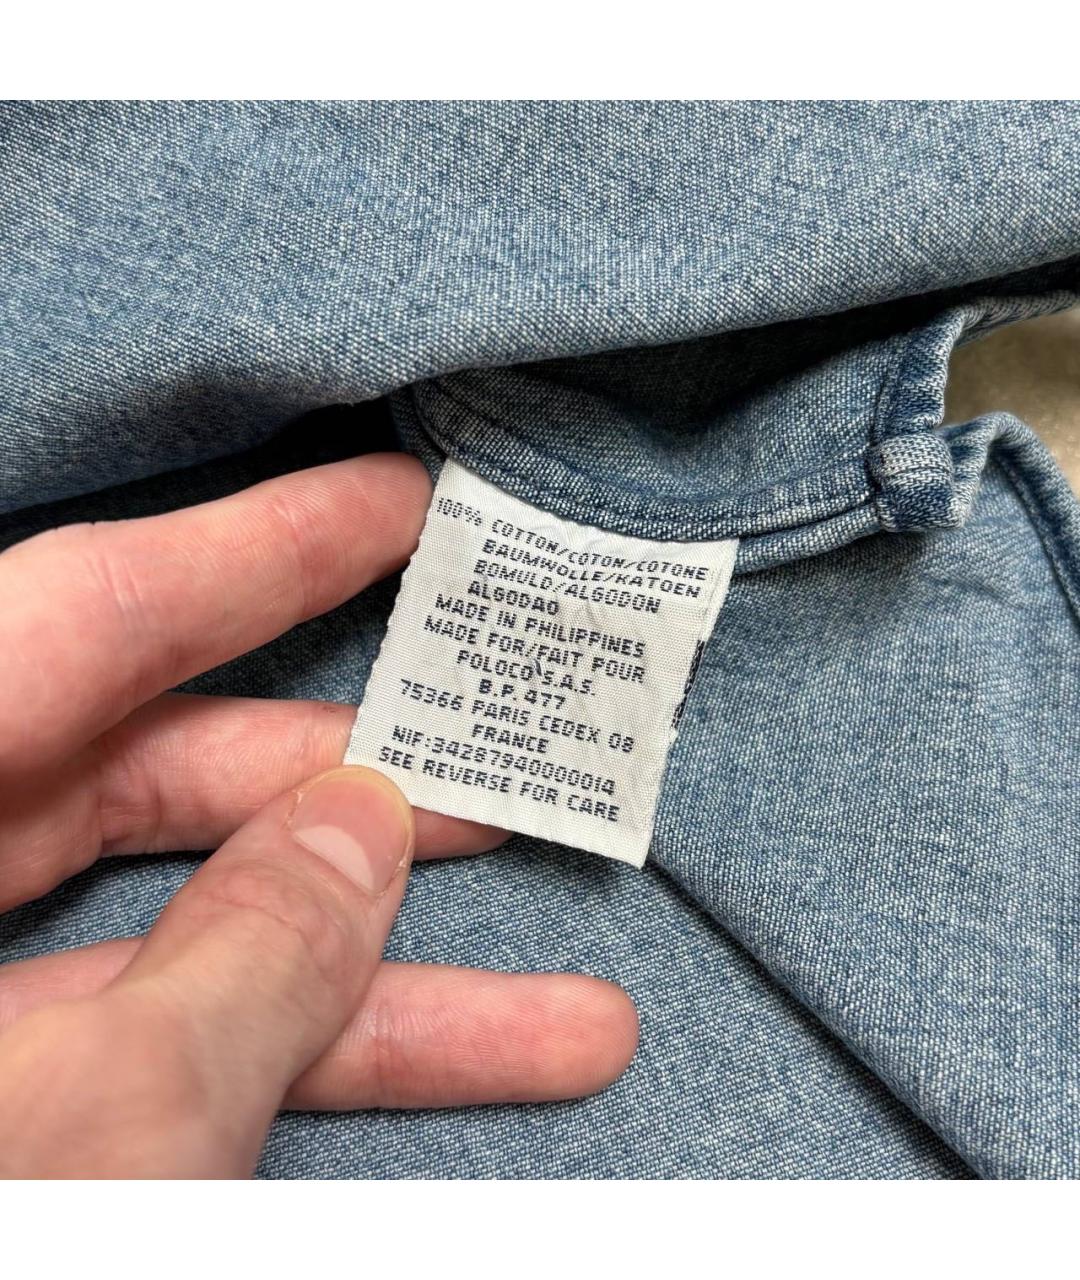 100% COTTON/COTON/COTONE
BAUMWOLLE/KATOEN
BOMULD/ALGODON
ALGODAO
MADE IN PHILIPPINES
MADE FOR/FAIT POUR
POLOCO S.A.S.
B.P. 477
75366 PARIS CEDEX 08
FRANCE
NIF:34287940000014
SEE REVERSE FOR CARE